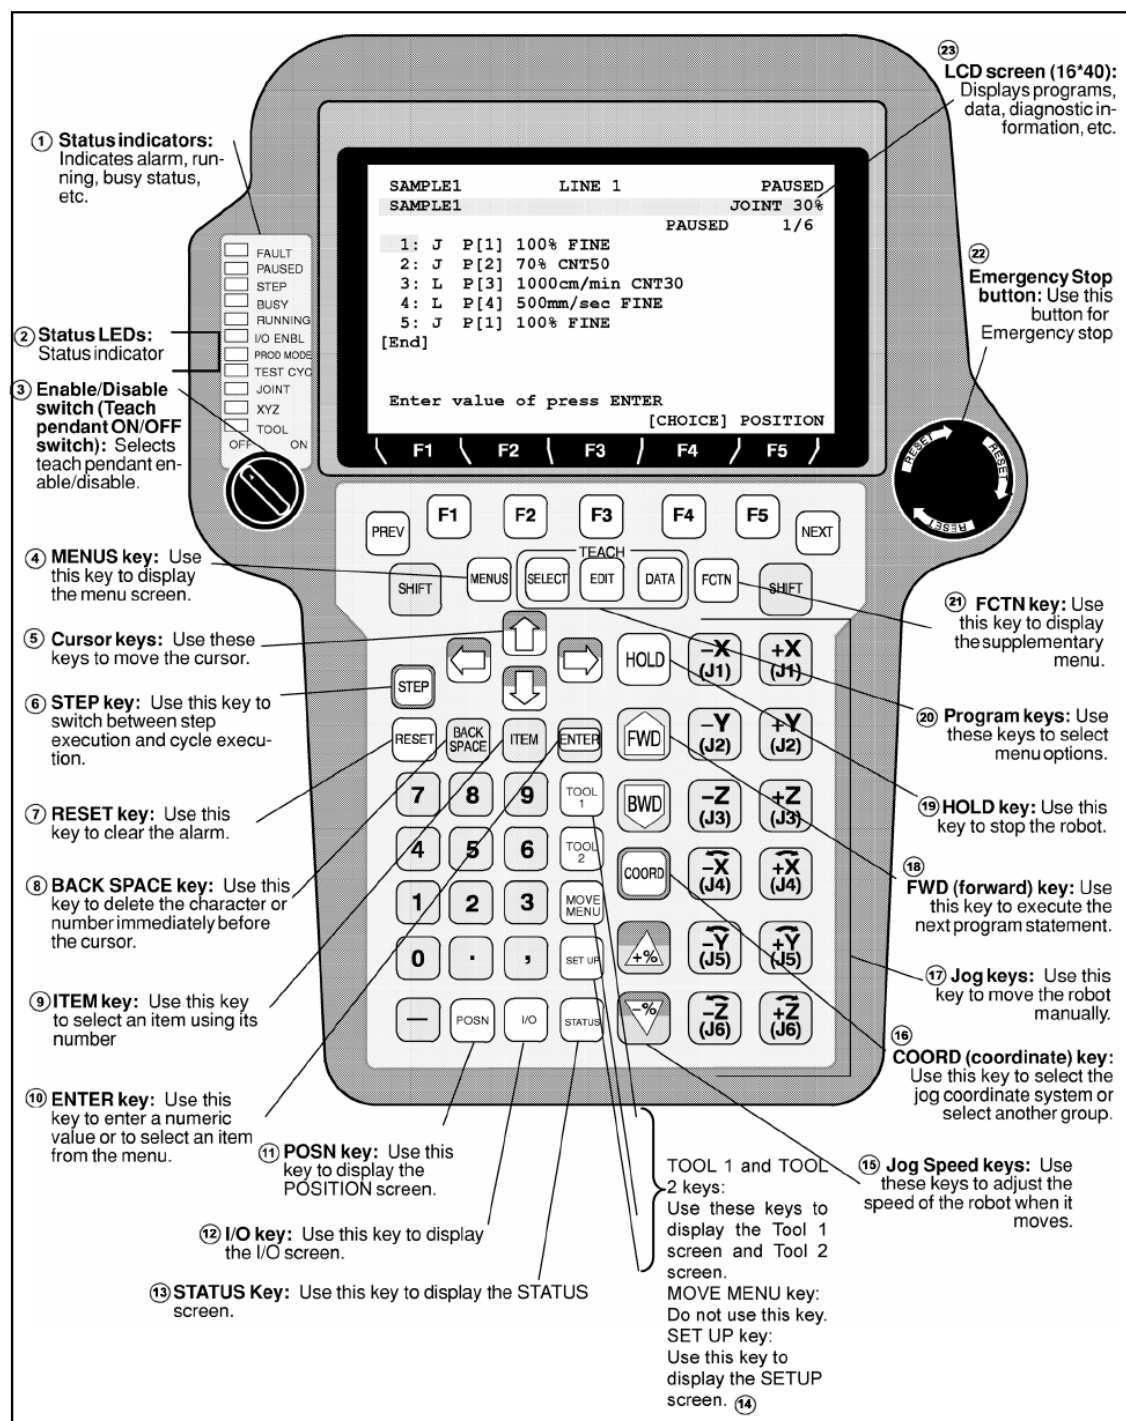 ① Status indicators:
Indicates alarm, run-
ning, busy status,
etc.
② Status LEDs:
Status indicator
③ Enable/Disable
switch (Teach
pendant ON/OFF
switch): Selects
teach pendant en-
able/disable.
④ MENUS key: Use
this key to display
the menu screen.
⑤ Cursor keys: Use these
keys to move the cursor.
⑥ STEP key: Use this key to
switch between step
execution and cycle execu-
tion.
⑦ RESET key: Use this
key to clear the alarm.
⑧ BACK SPACE key: Use this
key to delete the character or
number immediately before
the cursor.
⑨ ITEM key: Use this key
to select an item using its
number
⑩ ENTER key: Use this
key to enter a numeric
value or to select an item
from the menu.
⑪ POSN key: Use this
key to display the
POSITION screen.
⑫ I/O key: Use this key to display
the I/O screen.
⑬ STATUS Key: Use this key to display the STATUS
screen.
FAULT
PAUSED
STEP
BUSY
RUNNING
I/O ENBL
PROD MODE
TEST CYC
JOINT
XYZ
TOOL
OFF ON
SAMPLE1 LINE 1 PAUSED
SAMPLE1 JOINT 30%
PAUSED 1/6
1: J P[1] 100% FINE
2: J P[2] 70% CNT50
3: L P[3] 1000cm/min CNT30
4: L P[4] 500mm/sec FINE
5: J P[1] 100% FINE
[End]
Enter value of press ENTER
[CHOICE] POSITION
F1 F2 F3 F4 F5
PREV F1 F2 F3 F4 F5 NEXT
TEACH
SHIFT MENUS SELECT EDIT DATA FCTN SHIFT
HOLD -X (J1) +X (J1)
STEP
RESET BACK SPACE ITEM ENTER FWD -Y (J2) +Y (J2)
7 8 9 TOOL 1 BWD -Z (J3) +Z (J3)
4 5 6 TOOL 2 COORD -X (J4) +X (J4)
1 2 3 MOVE MENU
0 . , SET UP +% -Y (J5) +Y (J5)
— POSN I/O STATUS -% -Z (J6) +Z (J6)
RESET RESET RESET
㉓
LCD screen (16*40):
Displays programs,
data, diagnostic in-
formation, etc.
㉒
Emergency Stop
button: Use this
button for
Emergency stop
㉑ FCTN key: Use
this key to display
the supplementary
menu.
⑳ Program keys: Use
these keys to select
menu options.
⑲ HOLD key: Use this
key to stop the robot.
⑱
FWD (forward) key: Use
this key to execute the
next program statement.
⑰ Jog keys: Use this
key to move the robot
manually.
⑯
COORD (coordinate) key:
Use this key to select the
jog coordinate system or
select another group.
⑮ Jog Speed keys: Use
these keys to adjust the
speed of the robot when it
moves.
TOOL 1 and TOOL
2 keys:
Use these keys to
display the Tool 1
screen and Tool 2
screen.
MOVE MENU key:
Do not use this key.
SET UP key:
Use this key to
display the SETUP
screen. ⑭